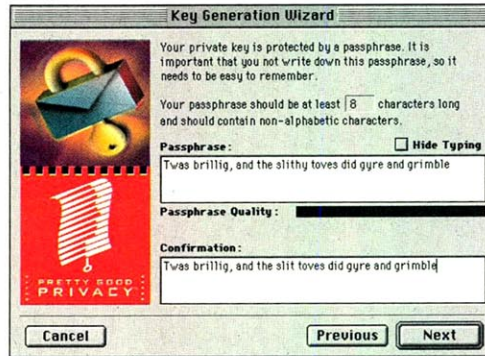 Key Generation Wizard
Your private key is protected by a passphrase. It is
important that you not write down this passphrase, so it
needs to be easy to remember.
Your passphrase should be at least 8 characters long
and should contain non-alphabetic characters.
Passphrase: Hide Typing
Twas brillig, and the slithy toves did gyre and grimble
Passphrase Quality:
Confirmation:
Twas brillig, and the slit toves did gyre and grimble
PRETTY GOOD
PRIVACY
Cancel Previous Next